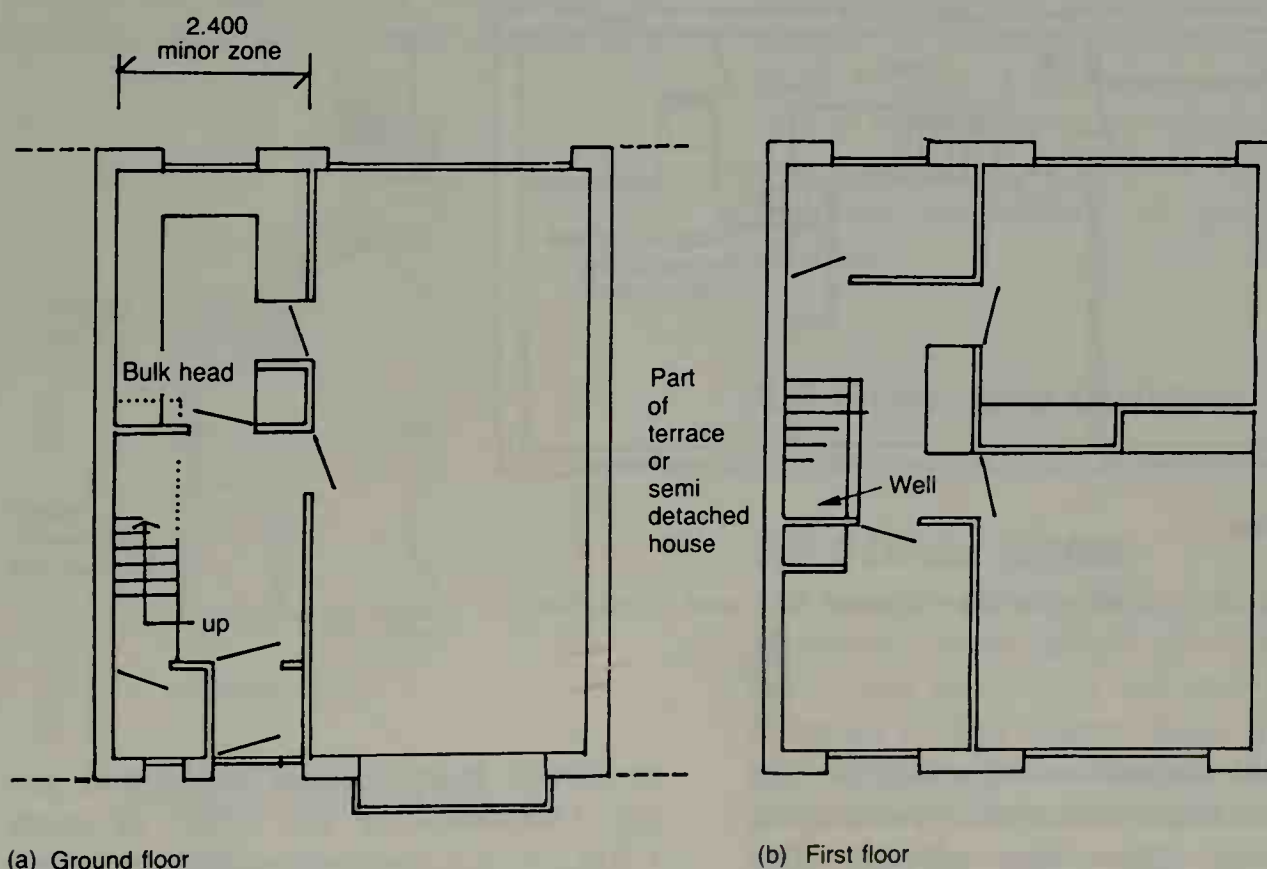 2.400
minor zone
Bulk head
up
Part
of
terrace
or
semi
detached
house
Well
(a) Ground floor
(b) First floor